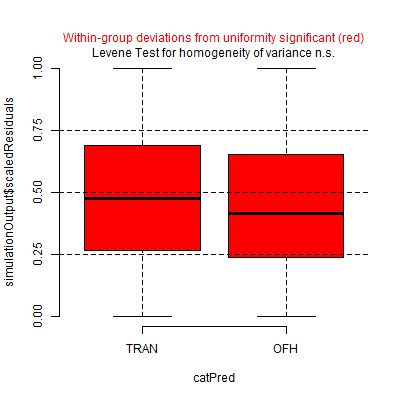 Within-group deviations from uniformity significant (red)
Levene Test for homogeneity of variance n.s.
simulationOutput$scaledResiduals
1.00
0.75
0.50
0.25
0.00
TRAN OFH
catPred